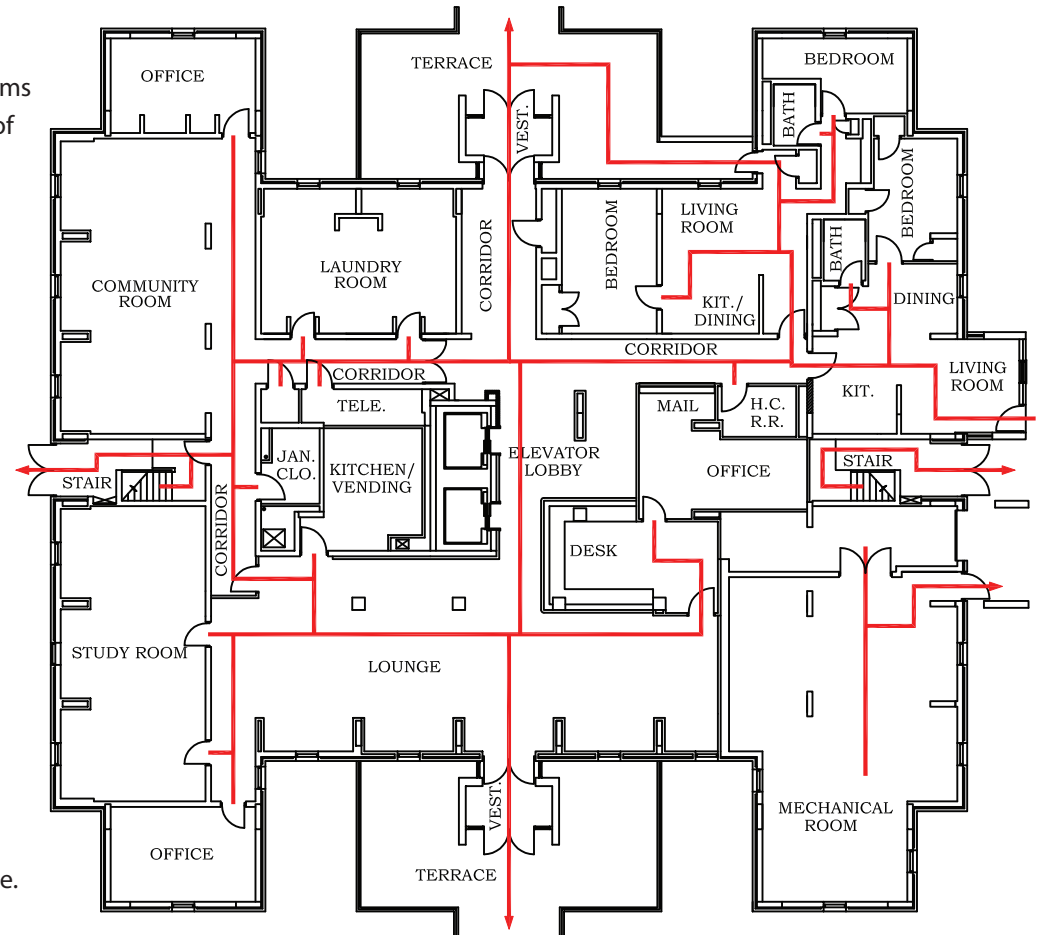 TERRACE
BEDROOM
OFFICE
ms
of
BATH
VEST.
BEDROOM
LIVING
ROOM
BEDROOM
CORRIDOR
BATH
LAUNDRY
ROOM
COMMUNITY
ROOM
KIT./
DINING
DINING
CORRIDOR
CORRIDOR
LIVING
ROOM
KIT.
TELE.
MAIL
H.C.
R.R.
JAN.
CLO.
KITCHEN/
VENDING
ELEVATOR
LOBBY
OFFICE
STAIR
STAIR
CORRIDOR
DESK
STUDY ROOM
LOUNGE
VEST.
MECHANICAL
ROOM
OFFICE
TERRACE
e.